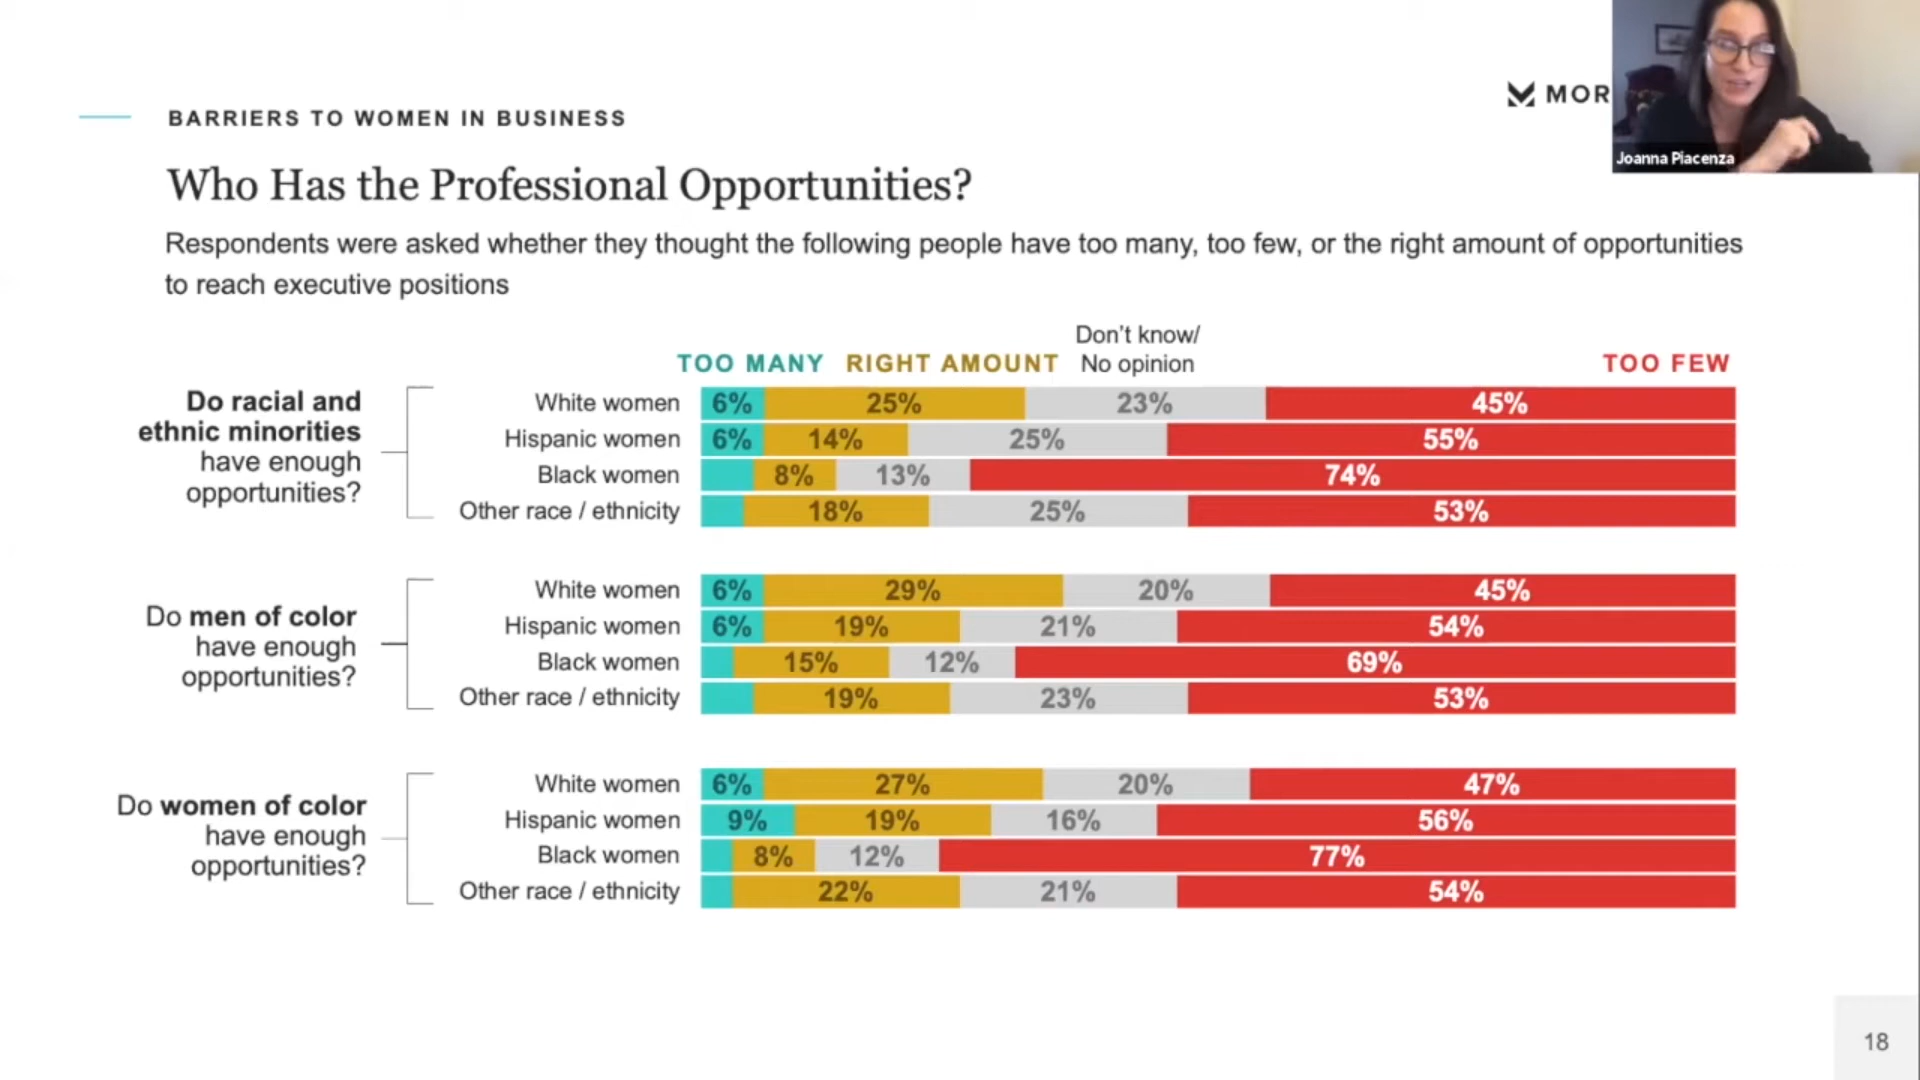 BARRIERS TO WOMEN IN BUSINESS
MOR
Joanna Piacenza
Who Has the Professional Opportunities?
Respondents were asked whether they thought the following people have too many, too few, or the right amount of opportunities
to reach executive positions
Don't know/
TOO MANY RIGHT AMOUNT No opinion TOO FEW
Do racial and
ethnic minorities
have enough
opportunities?
White women 6% 25% 23% 45%
Hispanic women 6% 14% 25% 55%
Black women 8% 13% 74%
Other race / ethnicity 18% 25% 53%
Do men of color
have enough
opportunities?
White women 6% 29% 20% 45%
Hispanic women 6% 19% 21% 54%
Black women 15% 12% 69%
Other race / ethnicity 19% 23% 53%
Do women of color
have enough
opportunities?
White women 6% 27% 20% 47%
Hispanic women 9% 19% 16% 56%
Black women 8% 12% 77%
Other race / ethnicity 22% 21% 54%
18